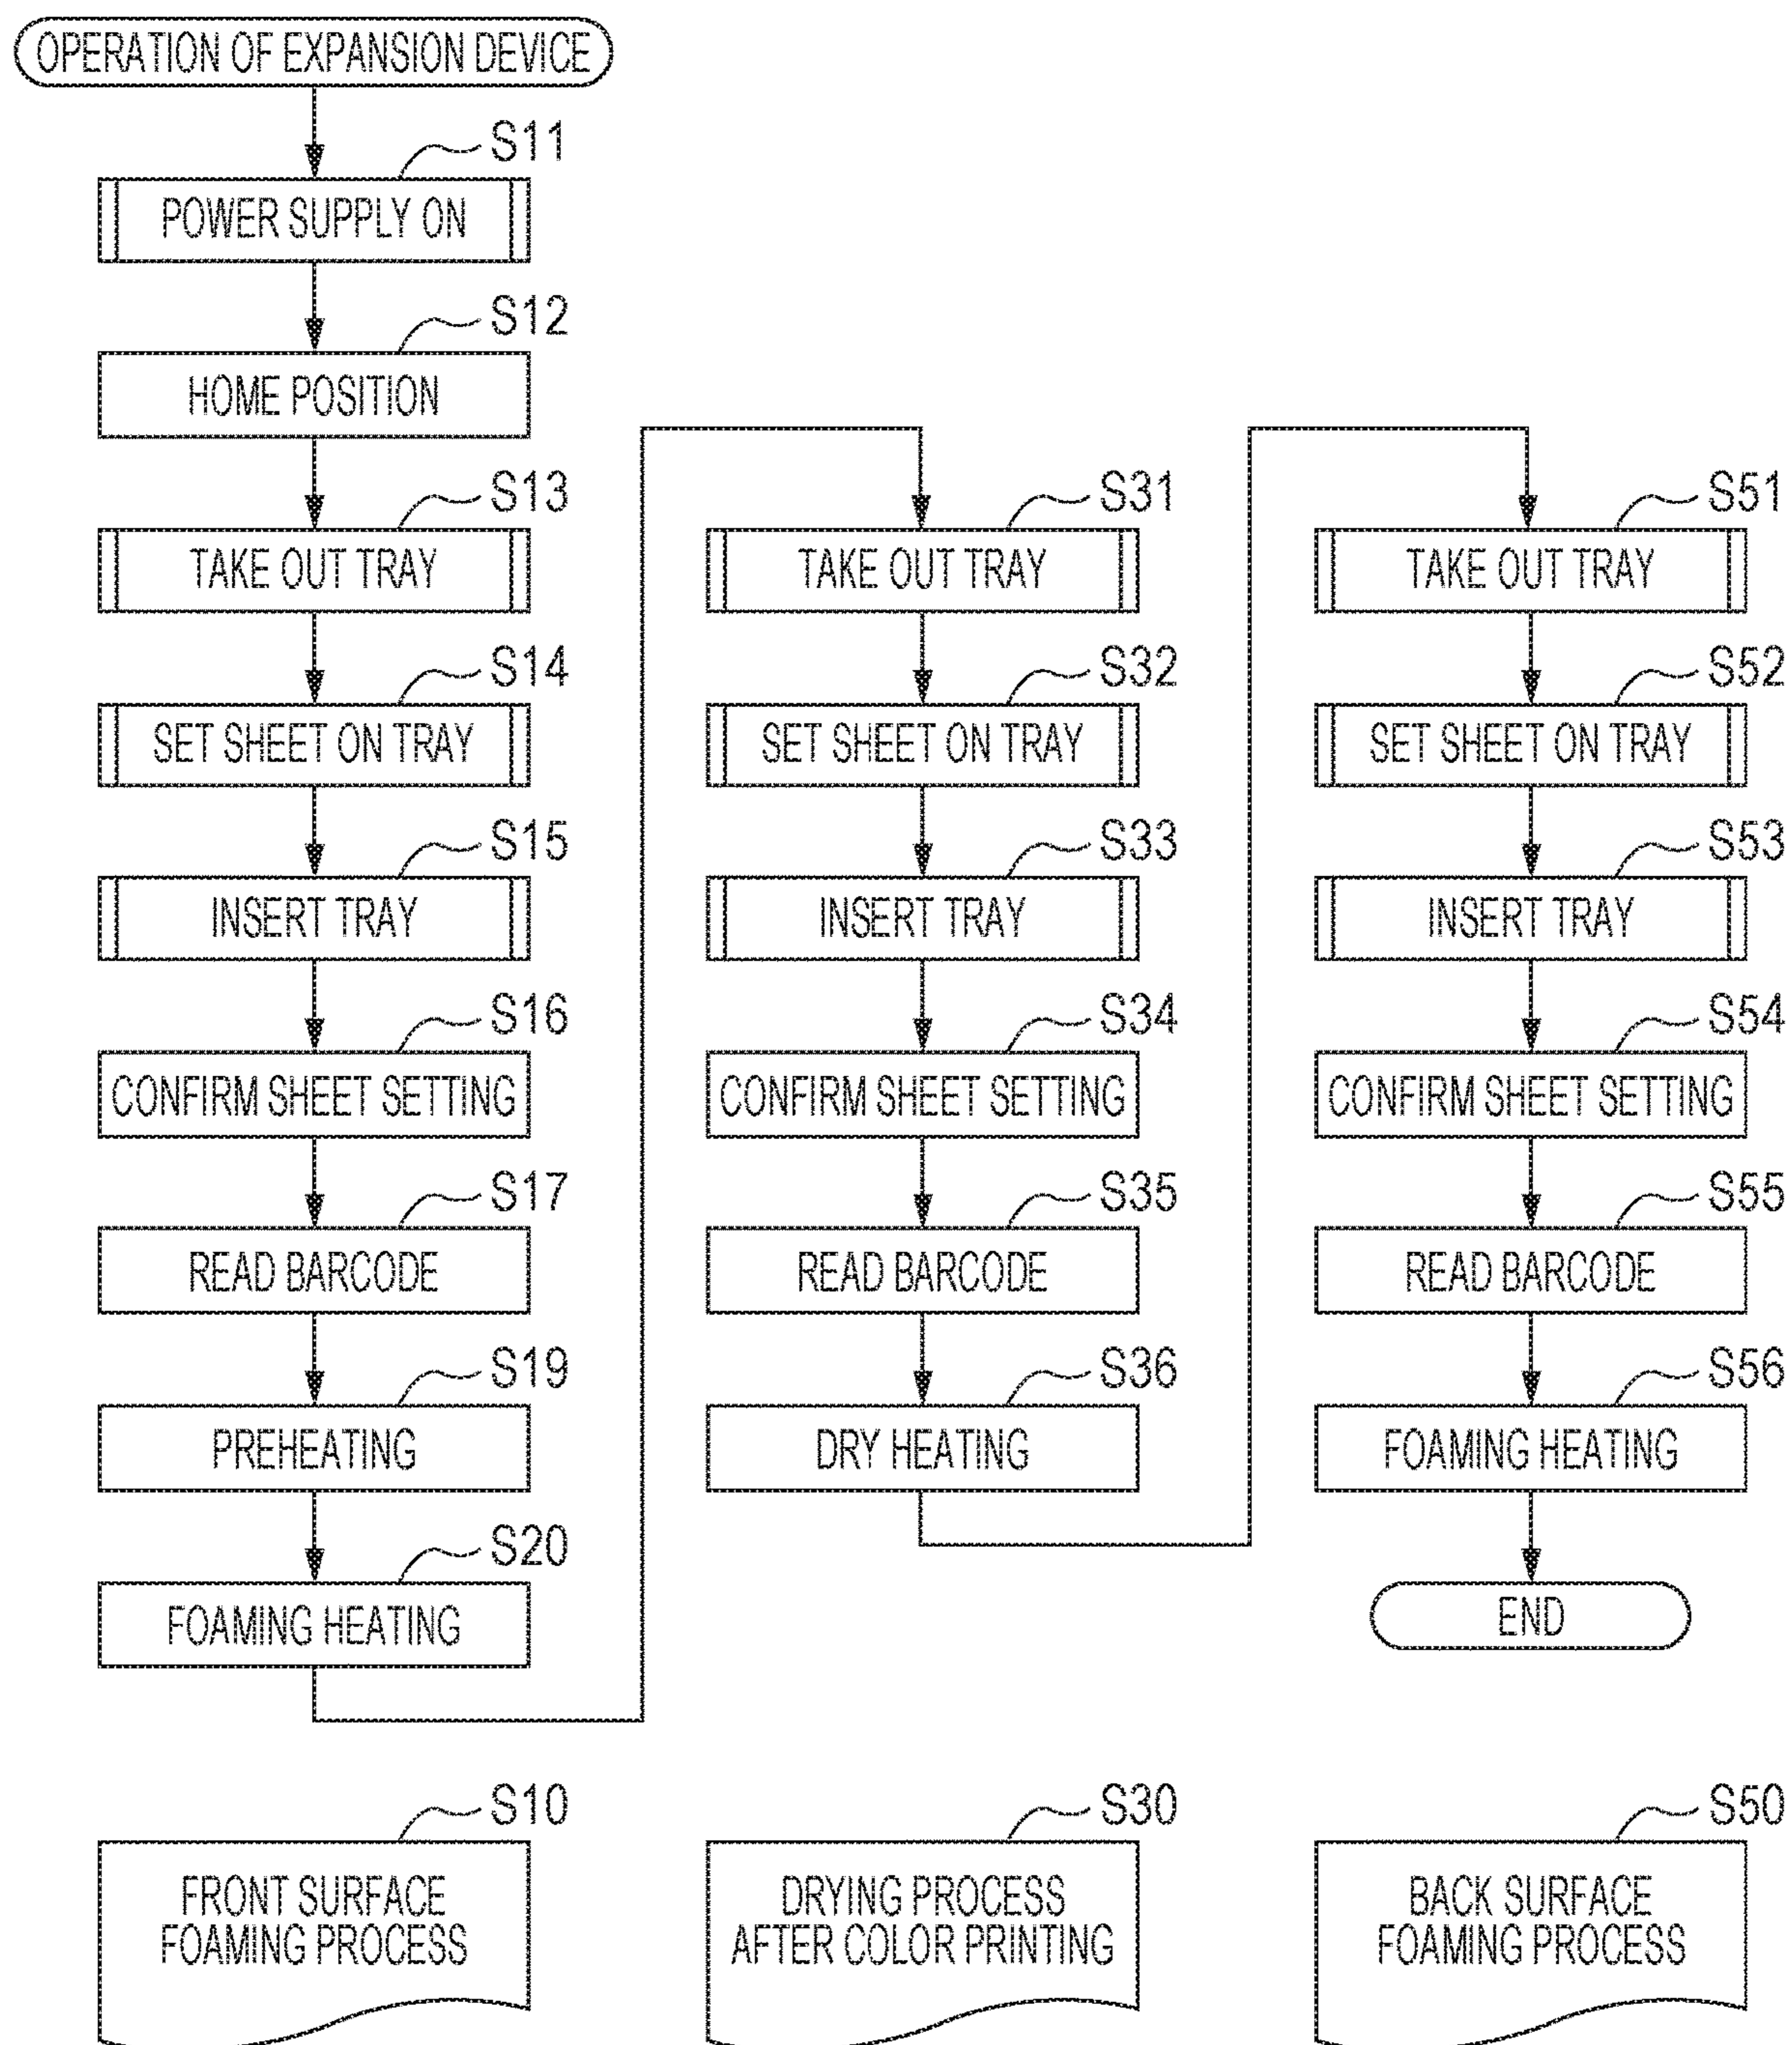 OPERATION OF EXPANSION DEVICE
S11
POWER SUPPLY ON
S12
HOME POSITION
S13
TAKE OUT TRAY
S14
SET SHEET ON TRAY
S15
INSERT TRAY
S16
CONFIRM SHEET SETTING
S17
READ BARCODE
S19
PREHEATING
S20
FOAMING HEATING
S10
FRONT SURFACE
FOAMING PROCESS
S31
TAKE OUT TRAY
S32
SET SHEET ON TRAY
S33
INSERT TRAY
S34
CONFIRM SHEET SETTING
S35
READ BARCODE
S36
DRY HEATING
S30
DRYING PROCESS
AFTER COLOR PRINTING
S51
TAKE OUT TRAY
S52
SET SHEET ON TRAY
S53
INSERT TRAY
S54
CONFIRM SHEET SETTING
S55
READ BARCODE
S56
FOAMING HEATING
END
S50
BACK SURFACE
FOAMING PROCESS